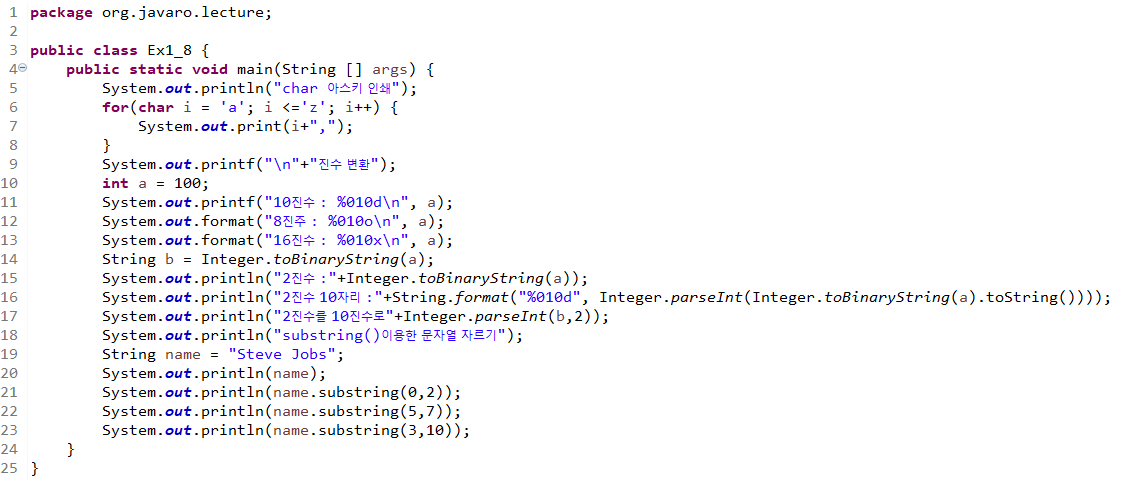 1 package org.javaro.lecture;
2
3 public class Ex1_8 {
4 public static void main(String [] args) {
5 System.out.println("char 아스키 인쇄");
6 for(char i = 'a'; i <='z'; i++) {
7 System.out.print(i+",");
8 }
9 System.out.printf("\n"+"진수 변환");
10 int a = 100;
11 System.out.printf("10진수 : %010d\n", a);
12 System.out.format("8진주 : %010o\n", a);
13 System.out.format("16진수 : %010x\n", a);
14 String b = Integer.toBinaryString(a);
15 System.out.println("2진수 :"+Integer.toBinaryString(a));
16 System.out.println("2진수 10자리 :"+String.format("%010d", Integer.parseInt(Integer.toBinaryString(a).toString())));
17 System.out.println("2진수를 10진수로"+Integer.parseInt(b,2));
18 System.out.println("substring()이용한 문자열 자르기");
19 String name = "Steve Jobs";
20 System.out.println(name);
21 System.out.println(name.substring(0,2));
22 System.out.println(name.substring(5,7));
23 System.out.println(name.substring(3,10));
24 }
25 }